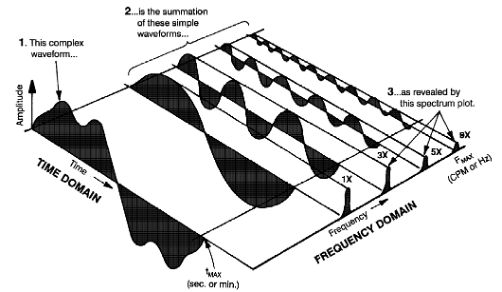 2...is the summation
of these simple
waveforms...
1. This complex
waveform...
3...as revealed by
this spectrum plot.
Amplitude
Time
TIME DOMAIN
tMAX
(sec. or min.)
1X
3X
5X
9X
FMAX
(CPM or Hz)
Frequency
FREQUENCY DOMAIN